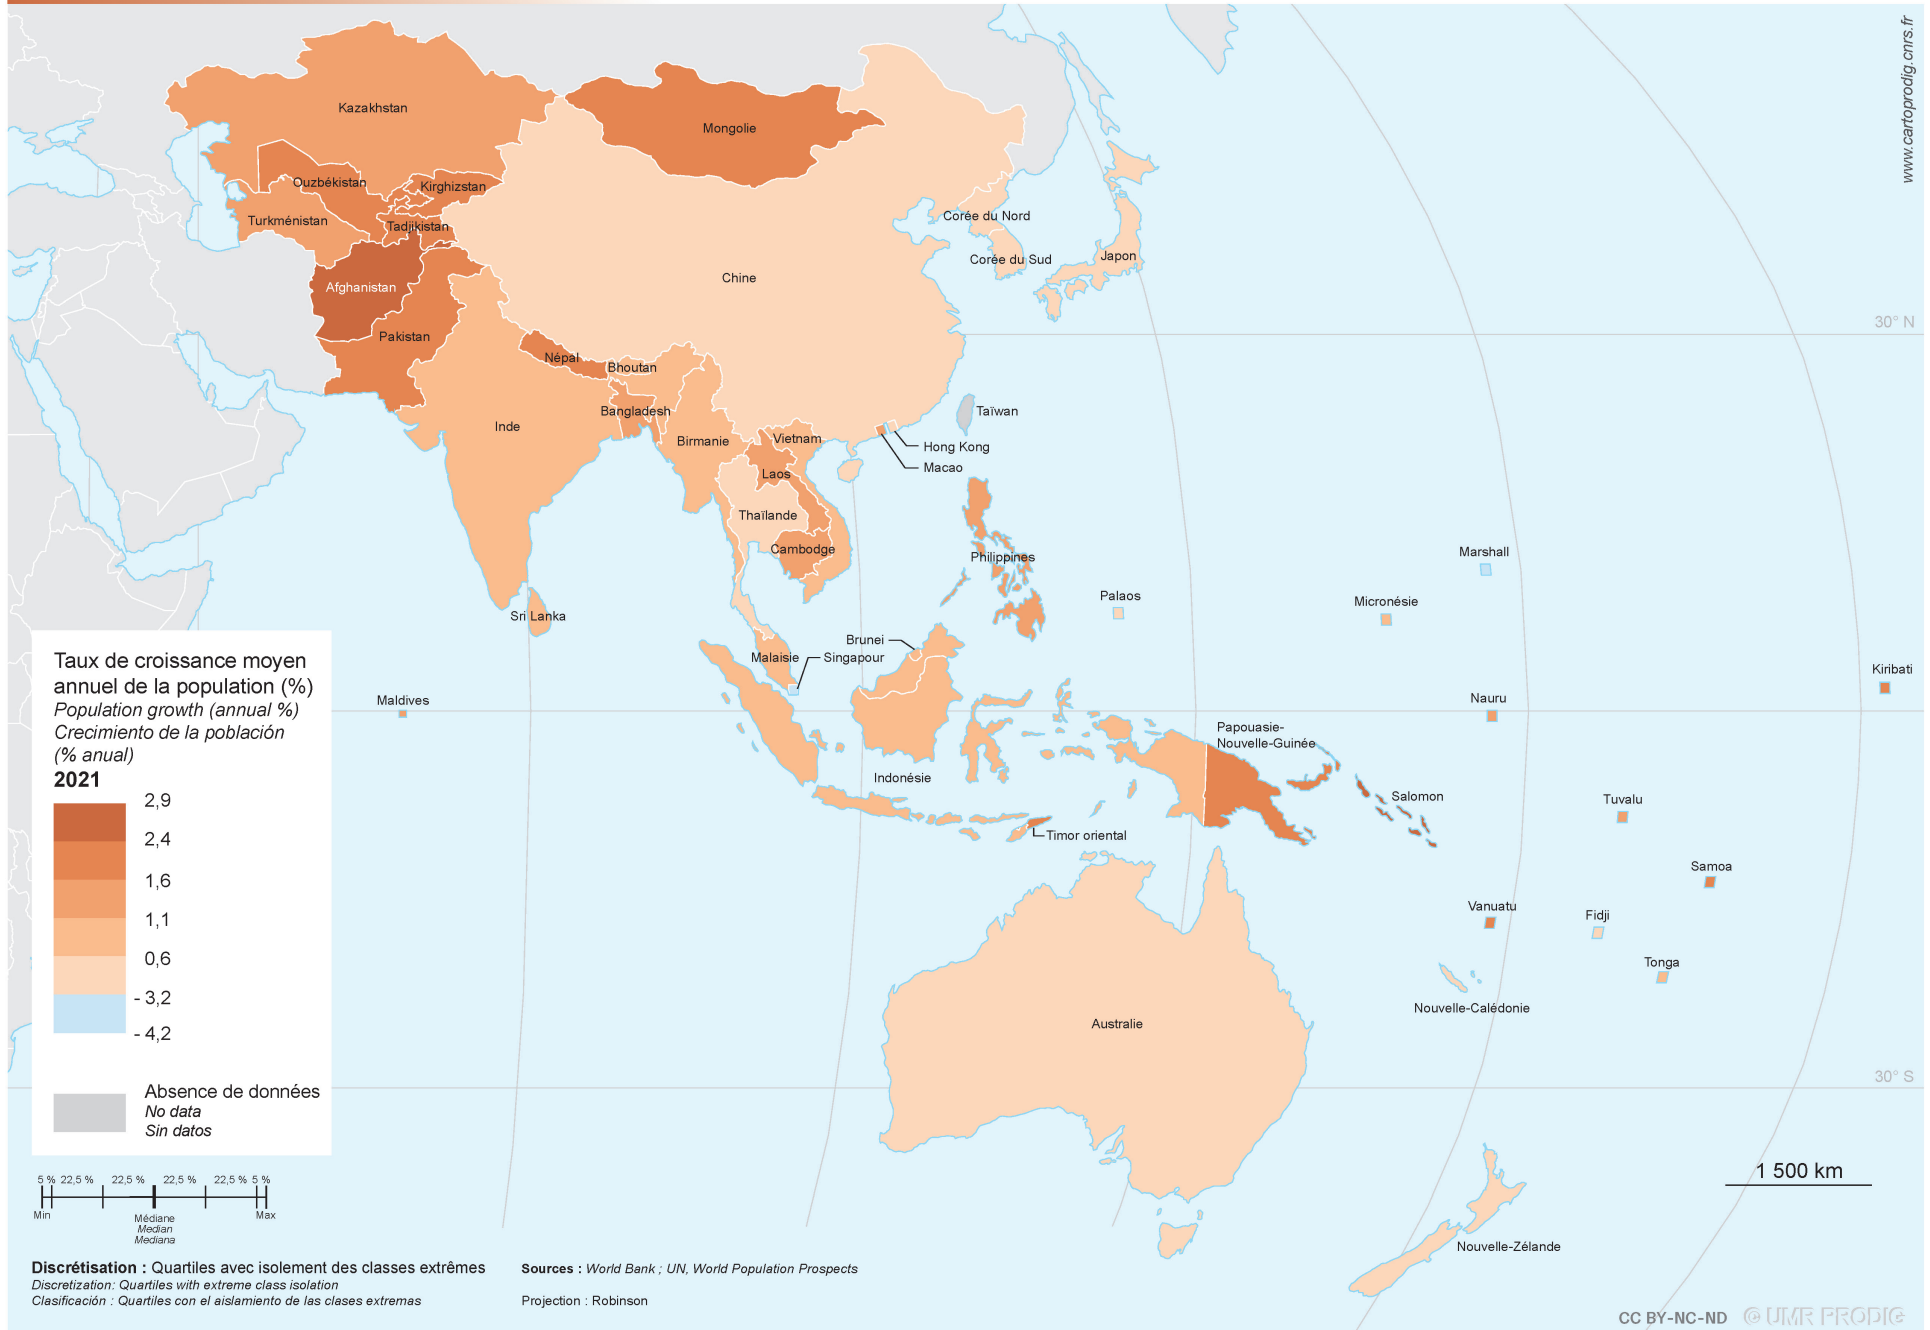 www.cartoprodig.cnrs.fr
Kazakhstan
Mongolie
Ouzbékistan
Kirghizstan
Turkménistan
Tadjikistan
Corée du Nord
Corée du Sud
Japon
Chine
Afghanistan
Pakistan
30° N
Népal
Bhoutan
Bangladesh
Inde
Birmanie
Vietnam
Taïwan
Hong Kong
Macao
Laos
Thaïlande
Cambodge
Philippines
Marshall
Palaos
Micronésie
Sri Lanka
Brunei
Malaisie
Singapour
Kiribati
Maldives
Nauru
Papouasie-
Nouvelle-Guinée
Indonésie
Salomon
Tuvalu
Timor oriental
Samoa
Vanuatu
Fidji
Tonga
Nouvelle-Calédonie
Australie
30° S
Nouvelle-Zélande
Taux de croissance moyen
annuel de la population (%)
Population growth (annual %)
Crecimiento de la población
(% anual)
2021
2,9
2,4
1,6
1,1
0,6
- 3,2
- 4,2
Absence de données
No data
Sin datos
5 % 22,5 % 22,5 % 22,5 % 22,5 % 5 %
Min Médiane Max
Median
Mediana
1 500 km
Discrétisation : Quartiles avec isolement des classes extrêmes
Discretization: Quartiles with extreme class isolation
Clasificación : Quartiles con el aislamiento de las clases extremas
Sources : World Bank ; UN, World Population Prospects
Projection : Robinson
CC BY-NC-ND © UMR PRODIG